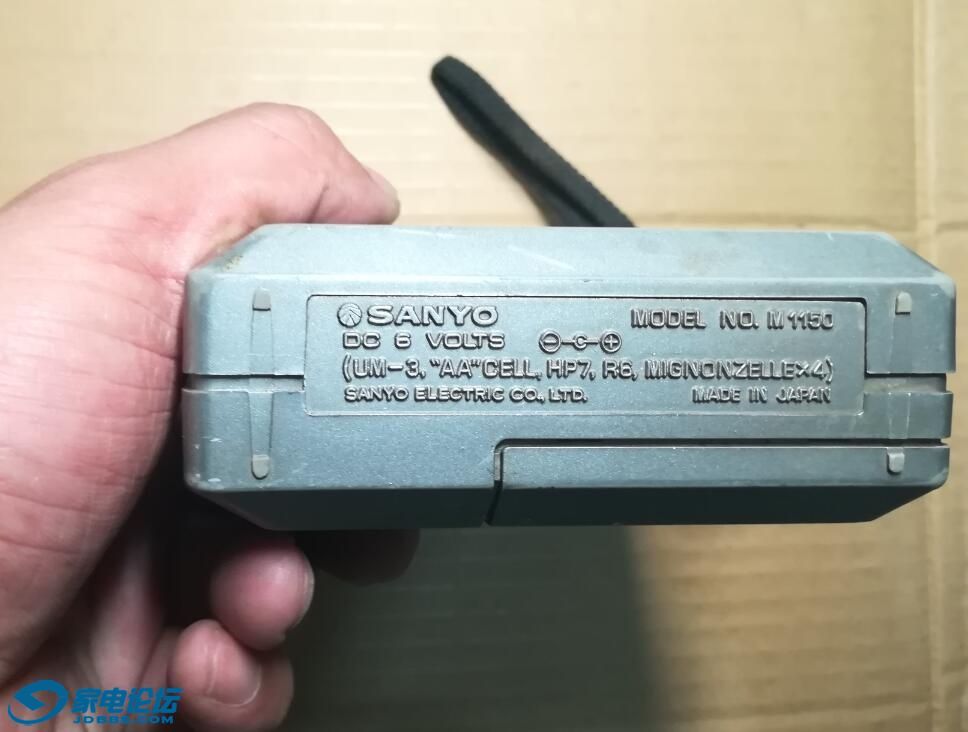 SANYO MODEL NO. M1150
DC 6 VOLTS ⊖-C-⊕
(UM-3, "AA"CELL, HP7, R6, MIGNONZELLE×4)
SANYO ELECTRIC CO., LTD. MADE IN JAPAN
家电论坛
JDBBS.COM